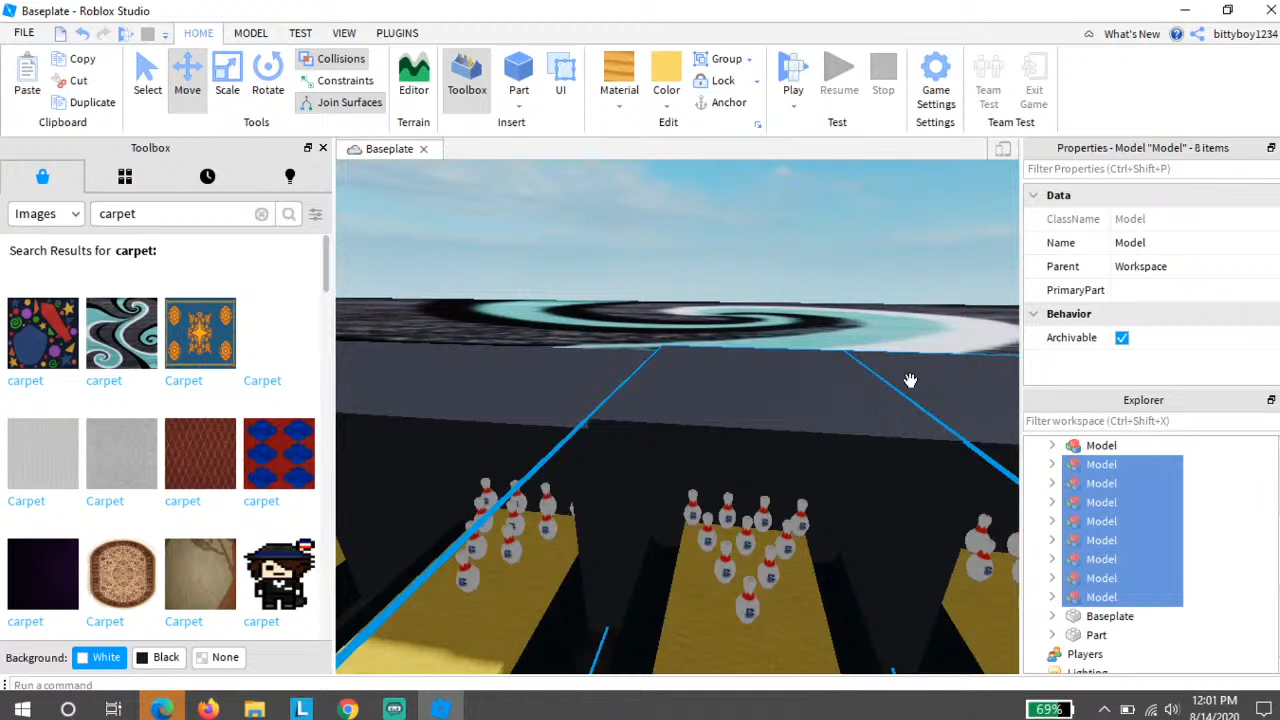 Baseplate - Roblox Studio
FILE HOME MODEL TEST VIEW PLUGINS What's New bittyboy1234
Paste Copy Cut Duplicate Clipboard
Select Move Scale Rotate Collisions Constraints Join Surfaces Tools
Editor Terrain
Toolbox Part UI Insert
Material Color Group Lock Anchor Edit
Play Resume Stop Test
Game Settings Settings
Team Test Exit Game Team Test
Toolbox
Images carpet
Search Results for carpet:
carpet carpet Carpet Carpet
Carpet Carpet carpet Carpet
carpet Carpet carpet carpet
Background: White Black None
Run a command
Baseplate
Properties - Model "Model" - 8 items
Filter Properties (Ctrl+Shift+P)
Data
ClassName Model
Name Model
Parent Workspace
PrimaryPart
Behavior
Archivable
Explorer
Filter workspace (Ctrl+Shift+X)
Model
Model
Model
Model
Model
Model
Model
Model
Model
Baseplate
Part
Players
Lighting
69%
12:01 PM
8/14/2020